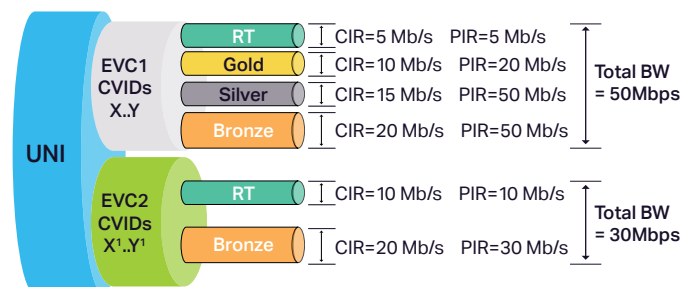 UNI
EVC1
CVIDs
X..Y
RT CIR=5 Mb/s PIR=5 Mb/s
Gold CIR=10 Mb/s PIR=20 Mb/s
Silver CIR=15 Mb/s PIR=50 Mb/s
Bronze CIR=20 Mb/s PIR=50 Mb/s
Total BW
= 50Mbps
EVC2
CVIDs
X¹..Y¹
RT CIR=10 Mb/s PIR=10 Mb/s
Bronze CIR=20 Mb/s PIR=30 Mb/s
Total BW
= 30Mbps